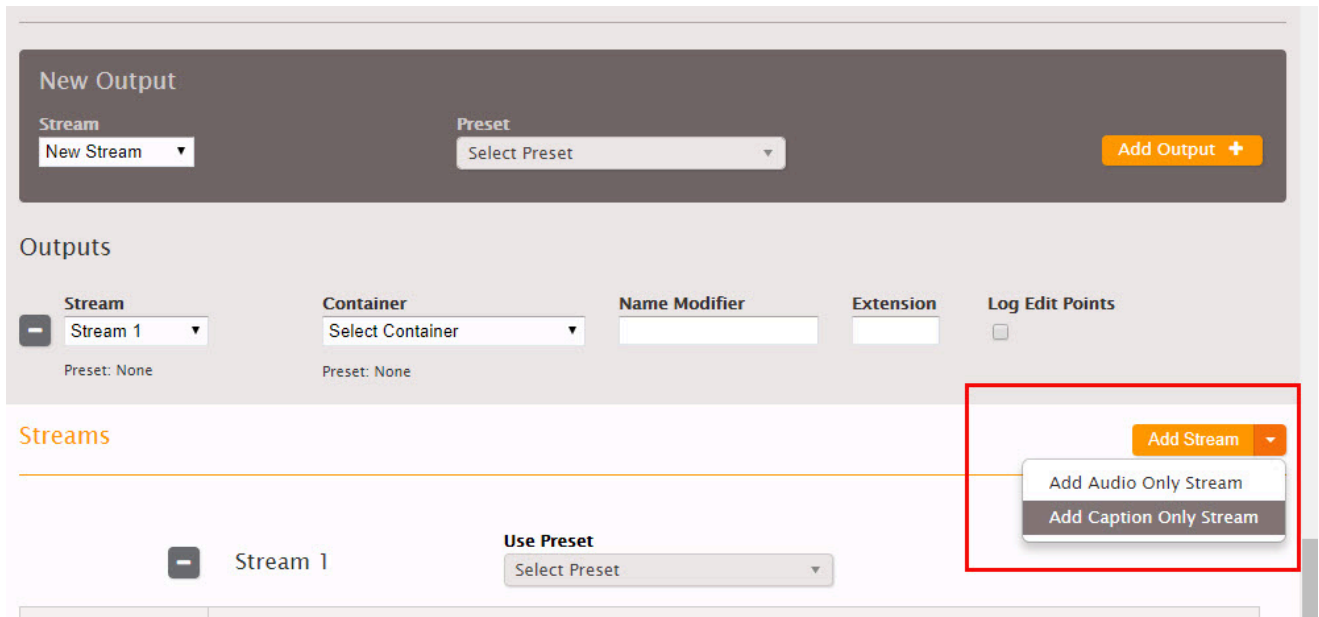 New Output
Stream Preset
New Stream Select Preset Add Output
Outputs
Stream Container Name Modifier Extension Log Edit Points
Stream 1 Select Container
Preset: None Preset: None
Streams Add Stream
Add Audio Only Stream
Add Caption Only Stream
Use Preset
Stream 1 Select Preset